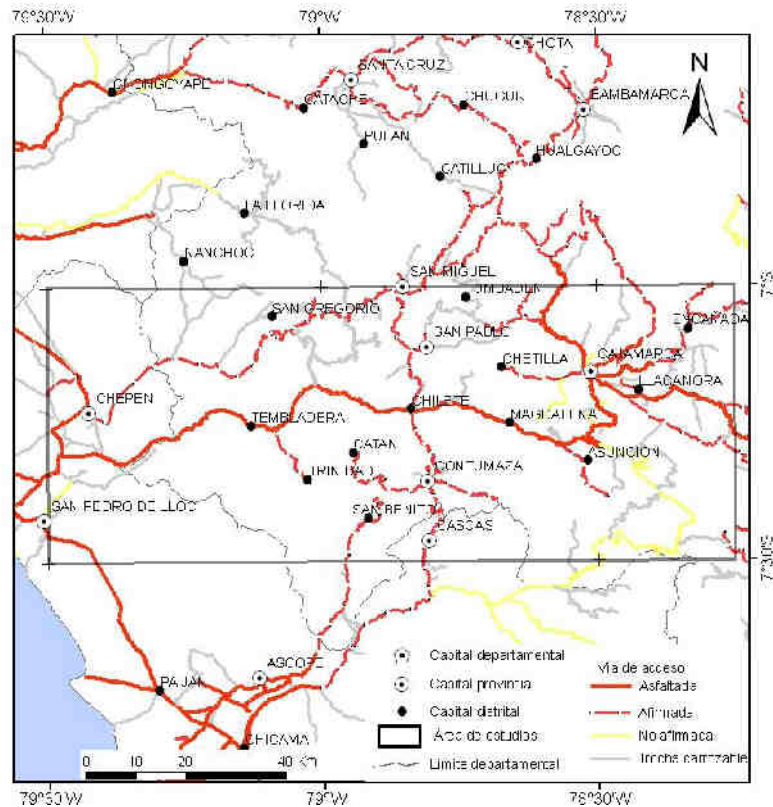 79°30'W 79°W 78°30'W
CHOTA
SANTA CRUZ
CHONGOYAPE
CATACHE
CHUGUR
BAMBAMARCA
N
PULAN
HUALGAYOC
CATILLUC
LA FLORIDA
NANCHOC
SAN MIGUEL
7°S
TUMBADEN
SAN GREGORIO
ENCAÑADA
SAN PABLO
CHETILLA
CAJAMARCA
LLACANORA
CHEPEN
CHILETE
TEMBLADERA
MAGDALENA
CATAN
ASUNCION
TRINIDAD
CONTUMAZA
SAN PEDRO DE LLOC
SAN BENITO
CASCAS
7°30'S
ASCOPE
PAIJAN
CHICAMA
Capital departamental
Capital provincia
Capital distrital
Área de estudios
Límite departamental
Vía de acceso
Asfaltada
Afirmada
No afirmada
Trocha carrozable
0 10 20 40 Km
79°30'W 79°W 78°30'W